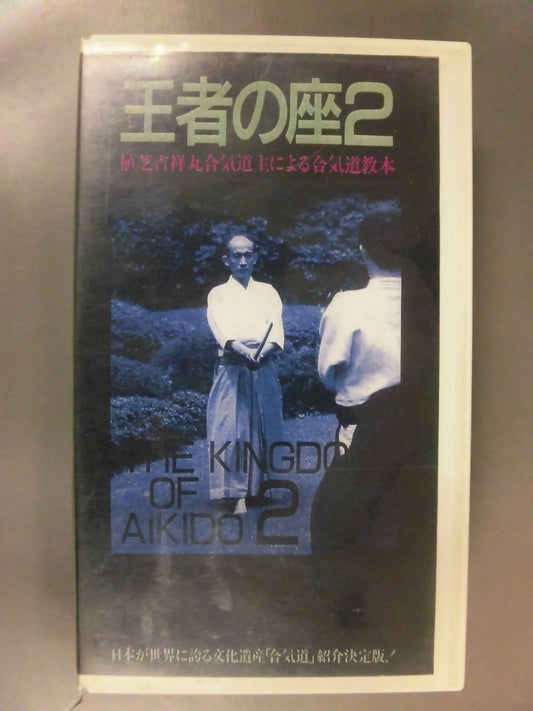 王者の座2
植芝吉祥丸合気道主による合気道教本
THE KINGDO
OF
AIKIDO 2
日本が世界に誇る文化遺産「合気道」紹介決定版!